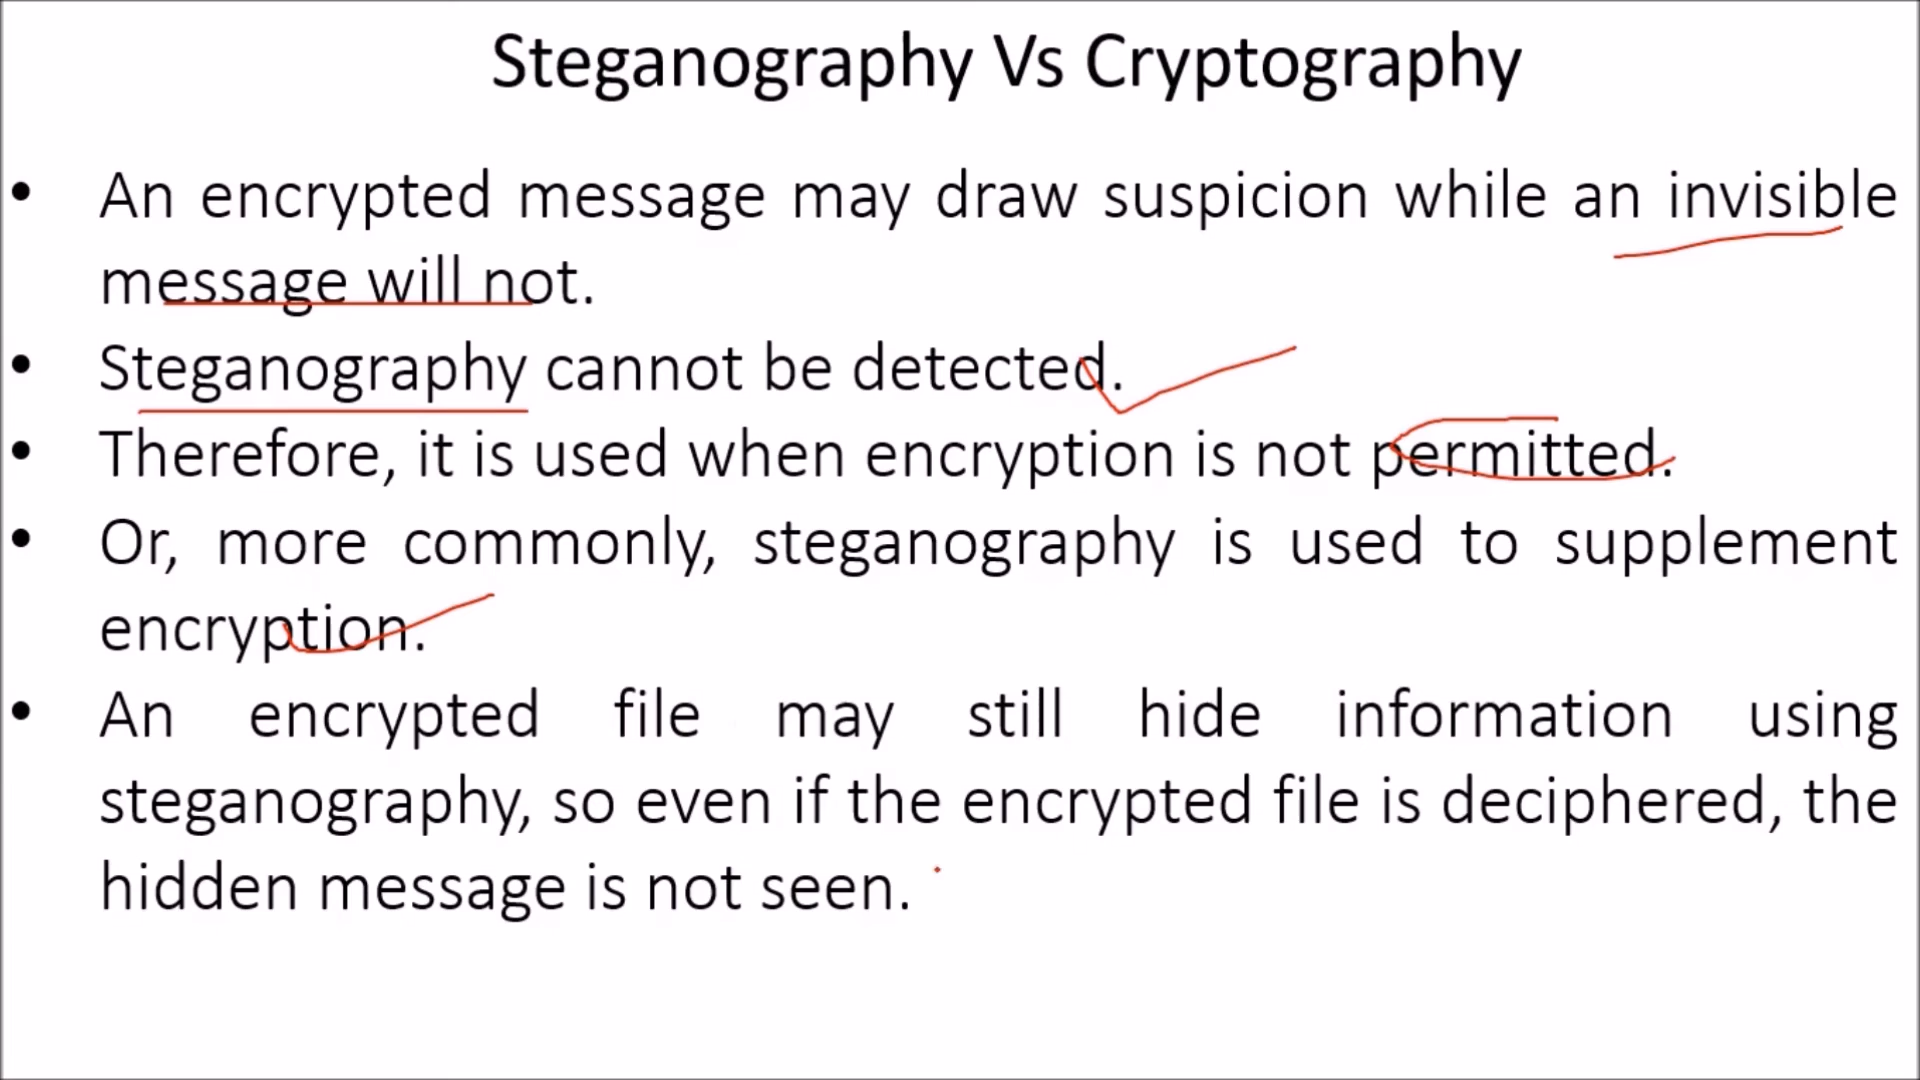 Steganography Vs Cryptography
• An encrypted message may draw suspicion while an invisible
message will not.
• Steganography cannot be detected.
• Therefore, it is used when encryption is not permitted.
• Or, more commonly, steganography is used to supplement
encryption.
• An encrypted file may still hide information using
steganography, so even if the encrypted file is deciphered, the
hidden message is not seen.